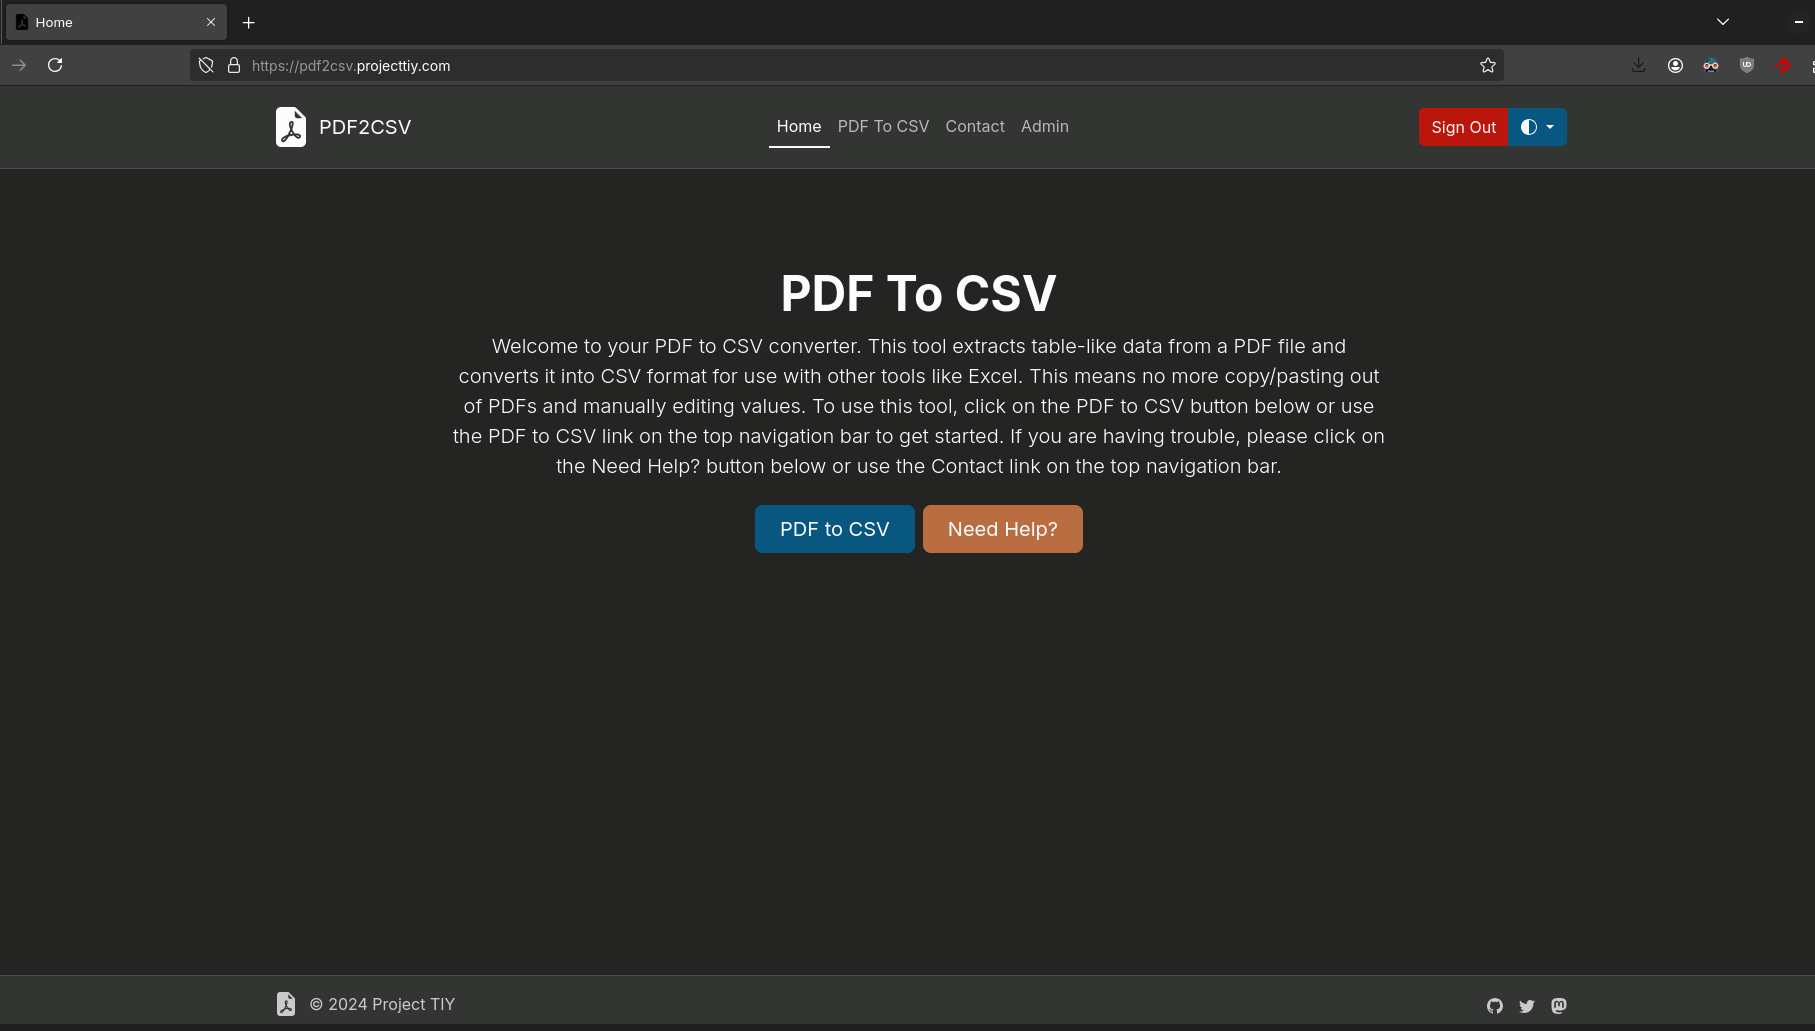 Home
https://pdf2csv.projecttiy.com
PDF2CSV
Home PDF To CSV Contact Admin
Sign Out
PDF To CSV
Welcome to your PDF to CSV converter. This tool extracts table-like data from a PDF file and
converts it into CSV format for use with other tools like Excel. This means no more copy/pasting out
of PDFs and manually editing values. To use this tool, click on the PDF to CSV button below or use
the PDF to CSV link on the top navigation bar to get started. If you are having trouble, please click on
the Need Help? button below or use the Contact link on the top navigation bar.
PDF to CSV
Need Help?
© 2024 Project TIY